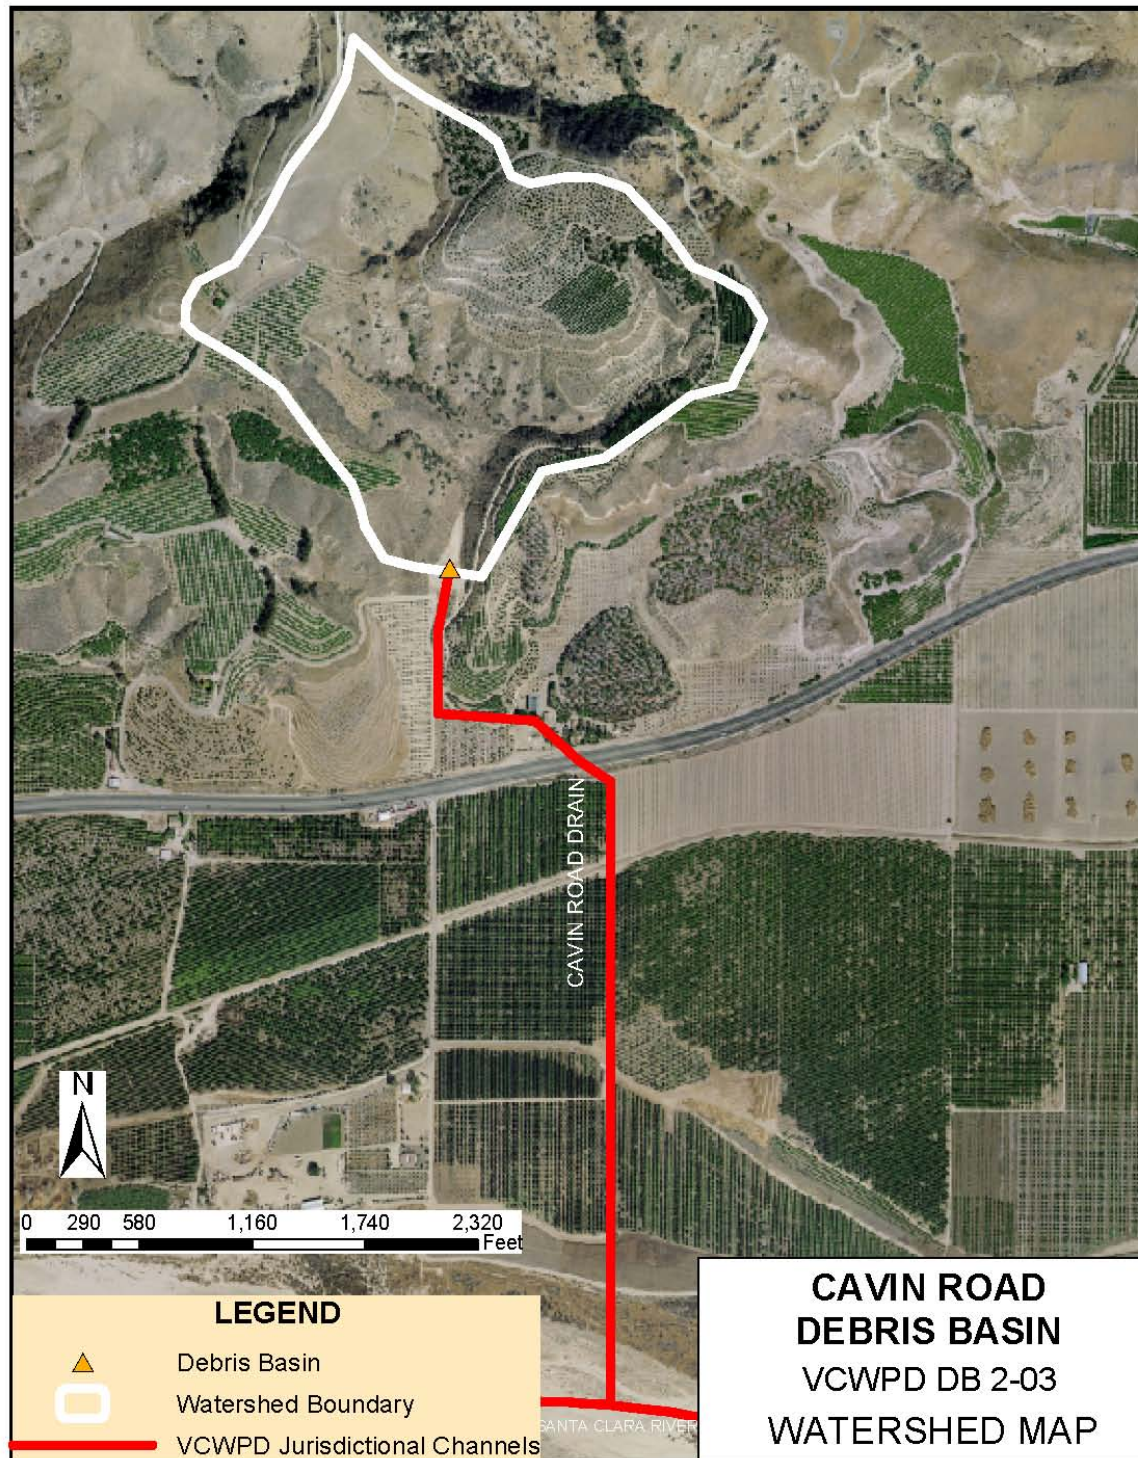 CAVIN ROAD DRAIN
N
0 290 580 1,160 1,740 2,320
Feet
LEGEND
Debris Basin
Watershed Boundary
VCWPD Jurisdictional Channels
SANTA CLARA RIVER
CAVIN ROAD
DEBRIS BASIN
VCWPD DB 2-03
WATERSHED MAP